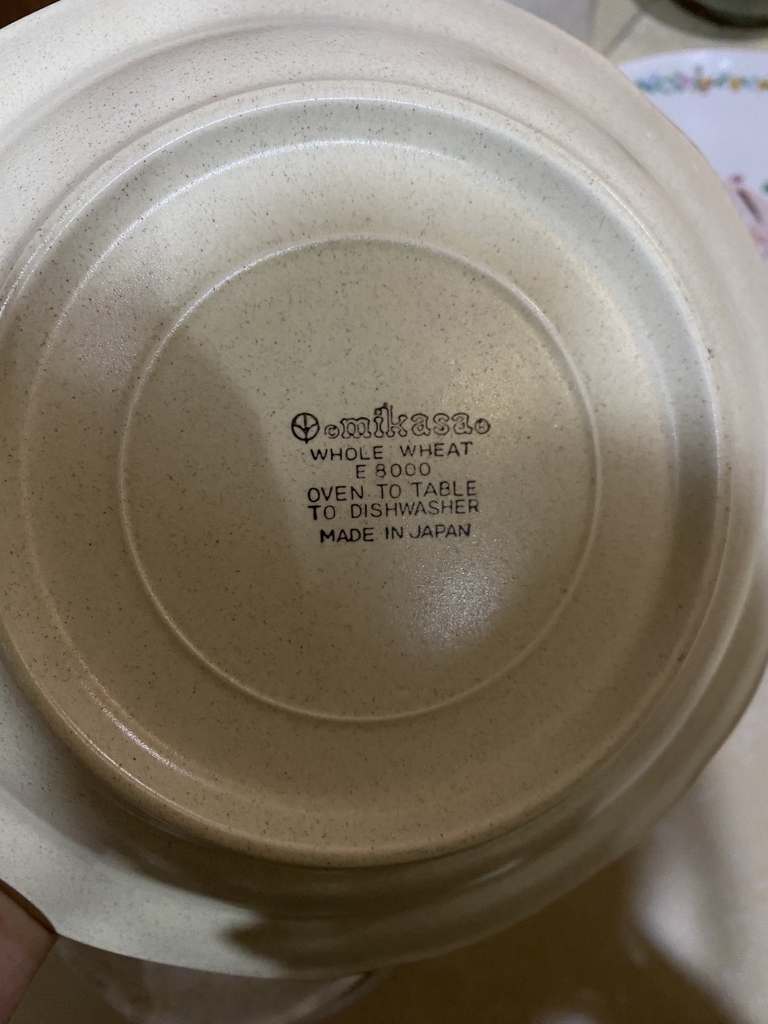 mikasa
WHOLE WHEAT
E 8000
OVEN TO TABLE
TO DISHWASHER
MADE IN JAPAN